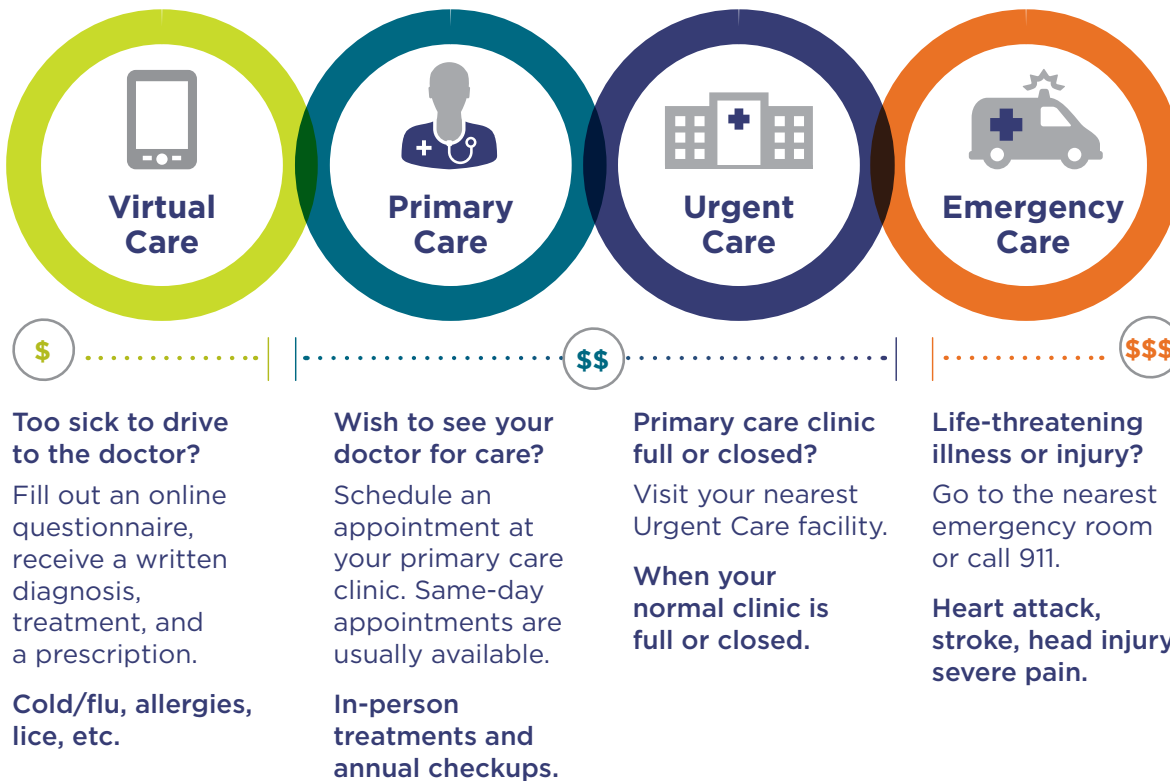 Virtual
Care
Primary
Care
Urgent
Care
Emergency
Care
$
$$
$$$
Too sick to drive
to the doctor?
Fill out an online
questionnaire,
receive a written
diagnosis,
treatment, and
a prescription.
Cold/flu, allergies,
lice, etc.
Wish to see your
doctor for care?
Schedule an
appointment at
your primary care
clinic. Same-day
appointments are
usually available.
In-person
treatments and
annual checkups.
Primary care clinic
full or closed?
Visit your nearest
Urgent Care facility.
When your
normal clinic is
full or closed.
Life-threatening
illness or injury?
Go to the nearest
emergency room
or call 911.
Heart attack,
stroke, head injury
severe pain.